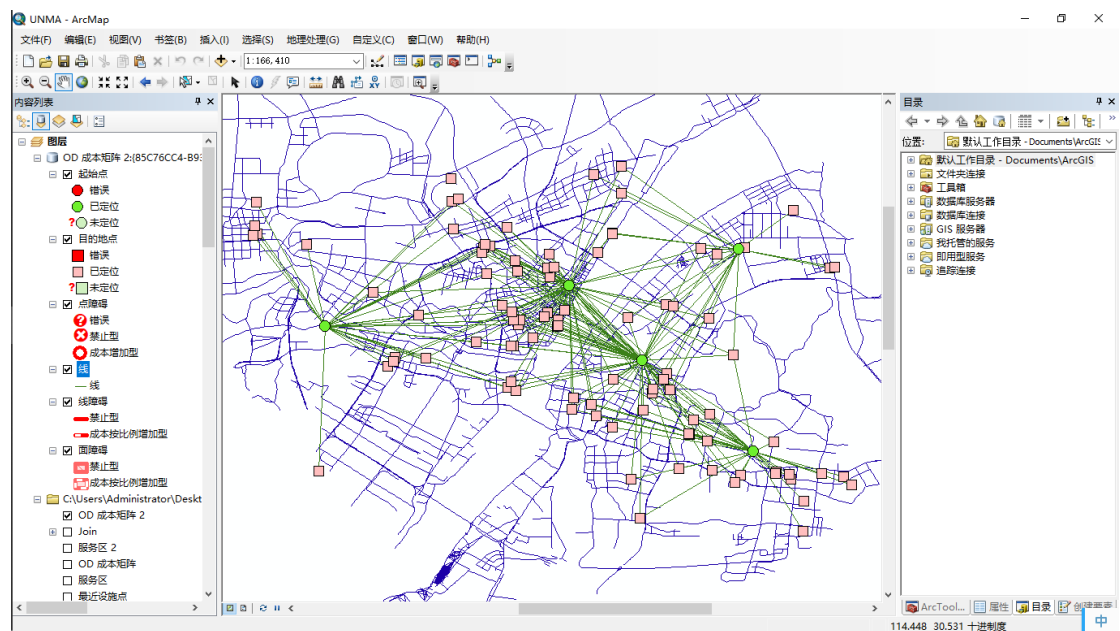 UNMA - ArcMap
文件(F) 编辑(E) 视图(V) 书签(B) 插入(I) 选择(S) 地理处理(G) 自定义(C) 窗口(W) 帮助(H)
1:166,410
内容列表
图层
OD 成本矩阵 2:(85C76CC4-B9:
起始点
错误
已定位
?未定位
目的地点
错误
已定位
?未定位
点障碍
错误
禁止型
成本增加型
线
线
线障碍
禁止型
成本按比例增加型
面障碍
禁止型
成本按比例增加型
C:\Users\Administrator\Deskt
OD 成本矩阵 2
Join
服务区 2
OD 成本矩阵
服务区
最近设施点
目录
位置: 默认工作目录 - Documents\ArcGIS
默认工作目录 - Documents\ArcGIS
文件夹连接
工具箱
数据库服务器
数据库连接
GIS 服务器
我托管的服务
即用型服务
追踪连接
ArcTool... 属性 目录 创建要素
114.448 30.531 十进制度
中